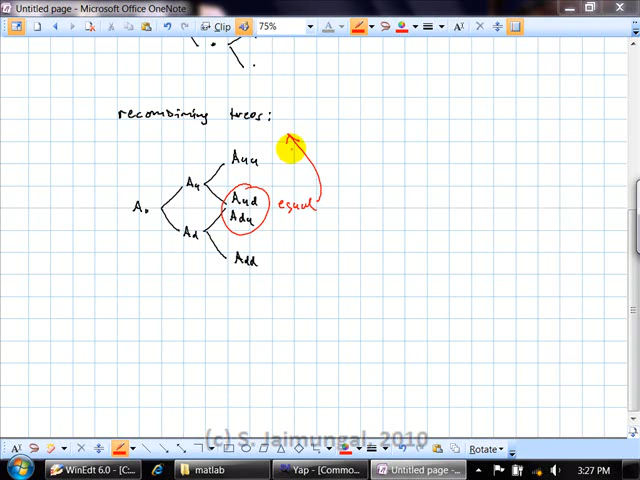 Untitled page - Microsoft Office OneNote
Clip
75%
recombining trees:
Auu
Au
Aud
equal
A0
Adu
Ad
Add
(c) S. Jaimungal, 2010
Rotate
WinEdt 6.0 - [C:...
matlab
Yap - [Commo...
Untitled page - ...
3:27 PM